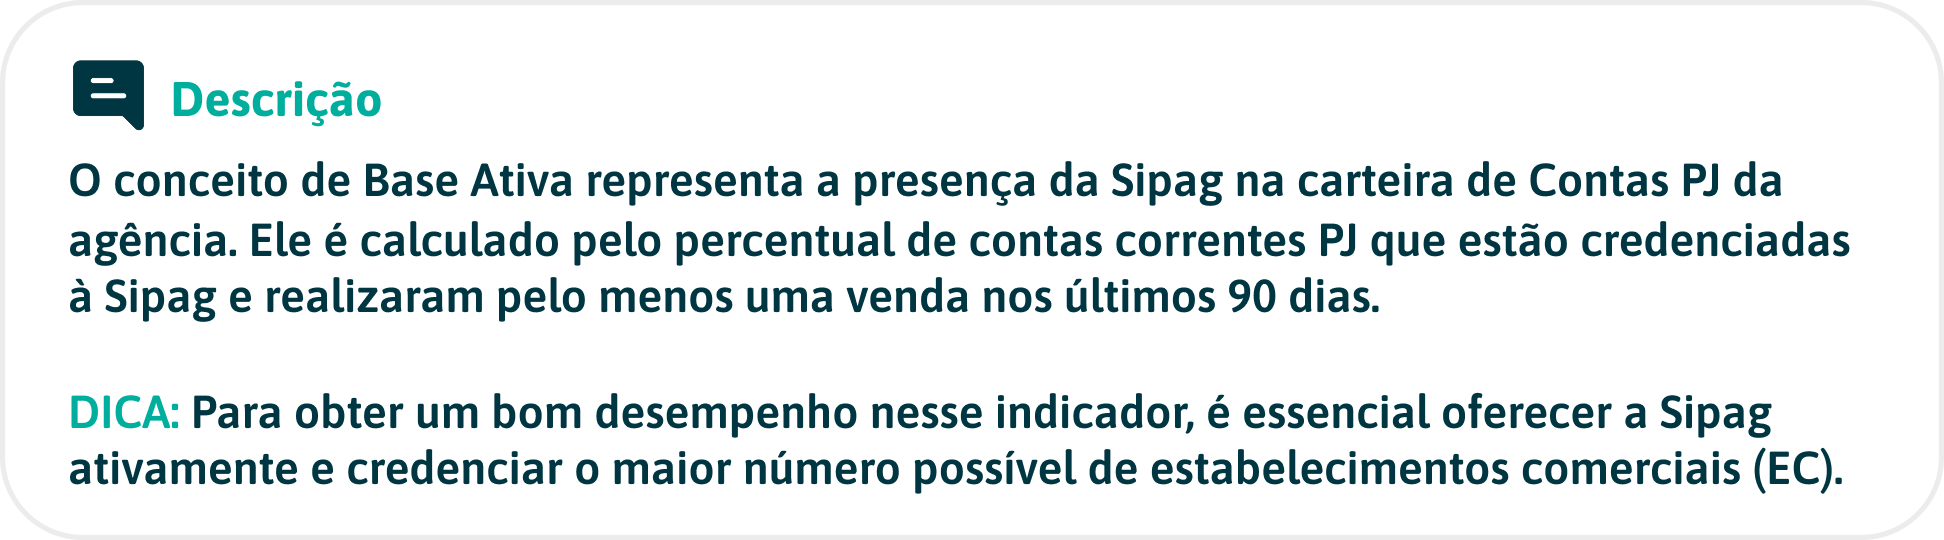 Descrição
O conceito de Base Ativa representa a presença da Sipag na carteira de Contas PJ da
agência. Ele é calculado pelo percentual de contas correntes PJ que estão credenciadas
à Sipag e realizaram pelo menos uma venda nos últimos 90 dias.
DICA: Para obter um bom desempenho nesse indicador, é essencial oferecer a Sipag
ativamente e credenciar o maior número possível de estabelecimentos comerciais (EC).